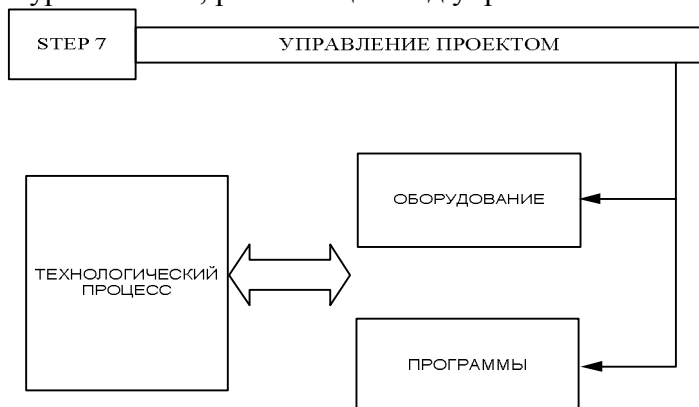 STEP 7
УПРАВЛЕНИЕ ПРОЕКТОМ
ОБОРУДОВАНИЕ
ТЕХНОЛОГИЧЕСКИЙ
ПРОЦЕСС
ПРОГРАММЫ